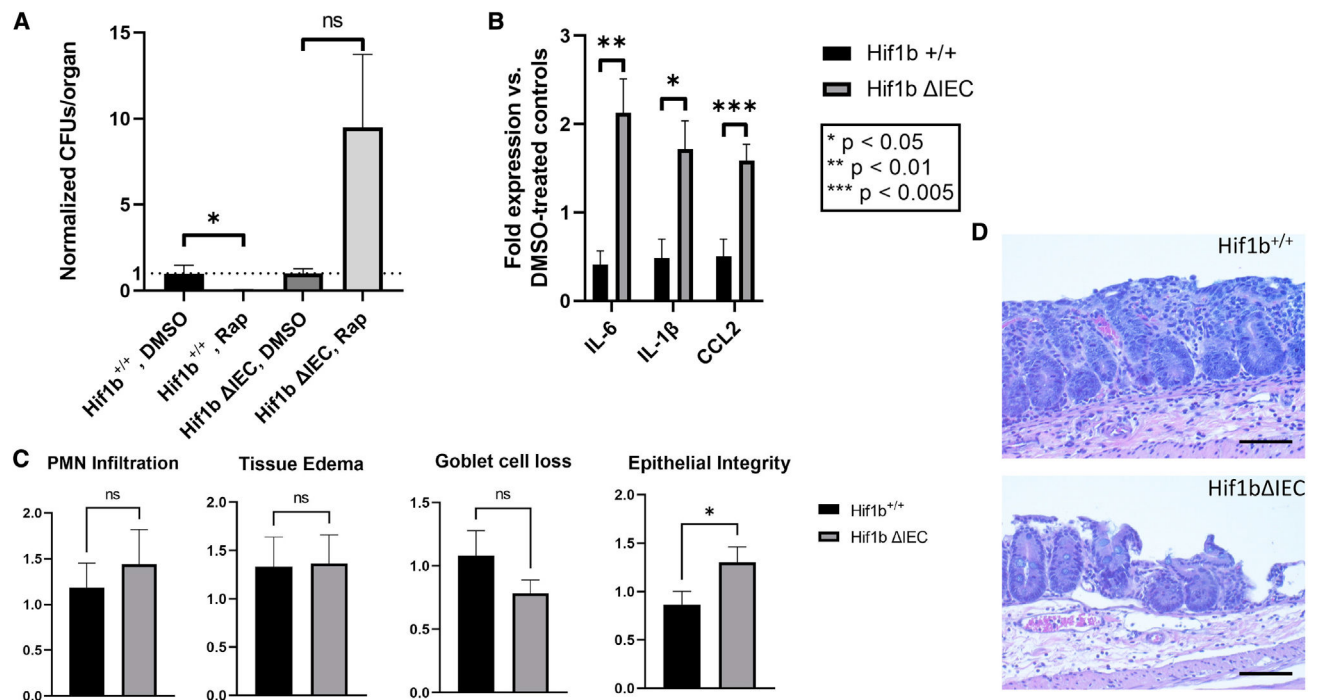 A
Normalized CFUs/organ
15
10
5
1
0
*
ns
Hif1b+/+, DMSO
Hif1b+/+, Rap
Hif1b ΔIEC, DMSO
Hif1b ΔIEC, Rap
B
Fold expression vs.
DMSO-treated controls
3
2
1
0
**
*
***
IL-6
IL-1β
CCL2
Hif1b +/+
Hif1b ΔIEC
* p < 0.05
** p < 0.01
*** p < 0.005
C
PMN Infiltration
ns
2.0
1.5
1.0
0.5
0.0
Tissue Edema
ns
2.0
1.5
1.0
0.5
0.0
Goblet cell loss
ns
1.5
1.0
0.5
0.0
Epithelial Integrity
*
2.0
1.5
1.0
0.5
0.0
Hif1b+/+
Hif1b ΔIEC
D
Hif1b+/+
Hif1bΔIEC